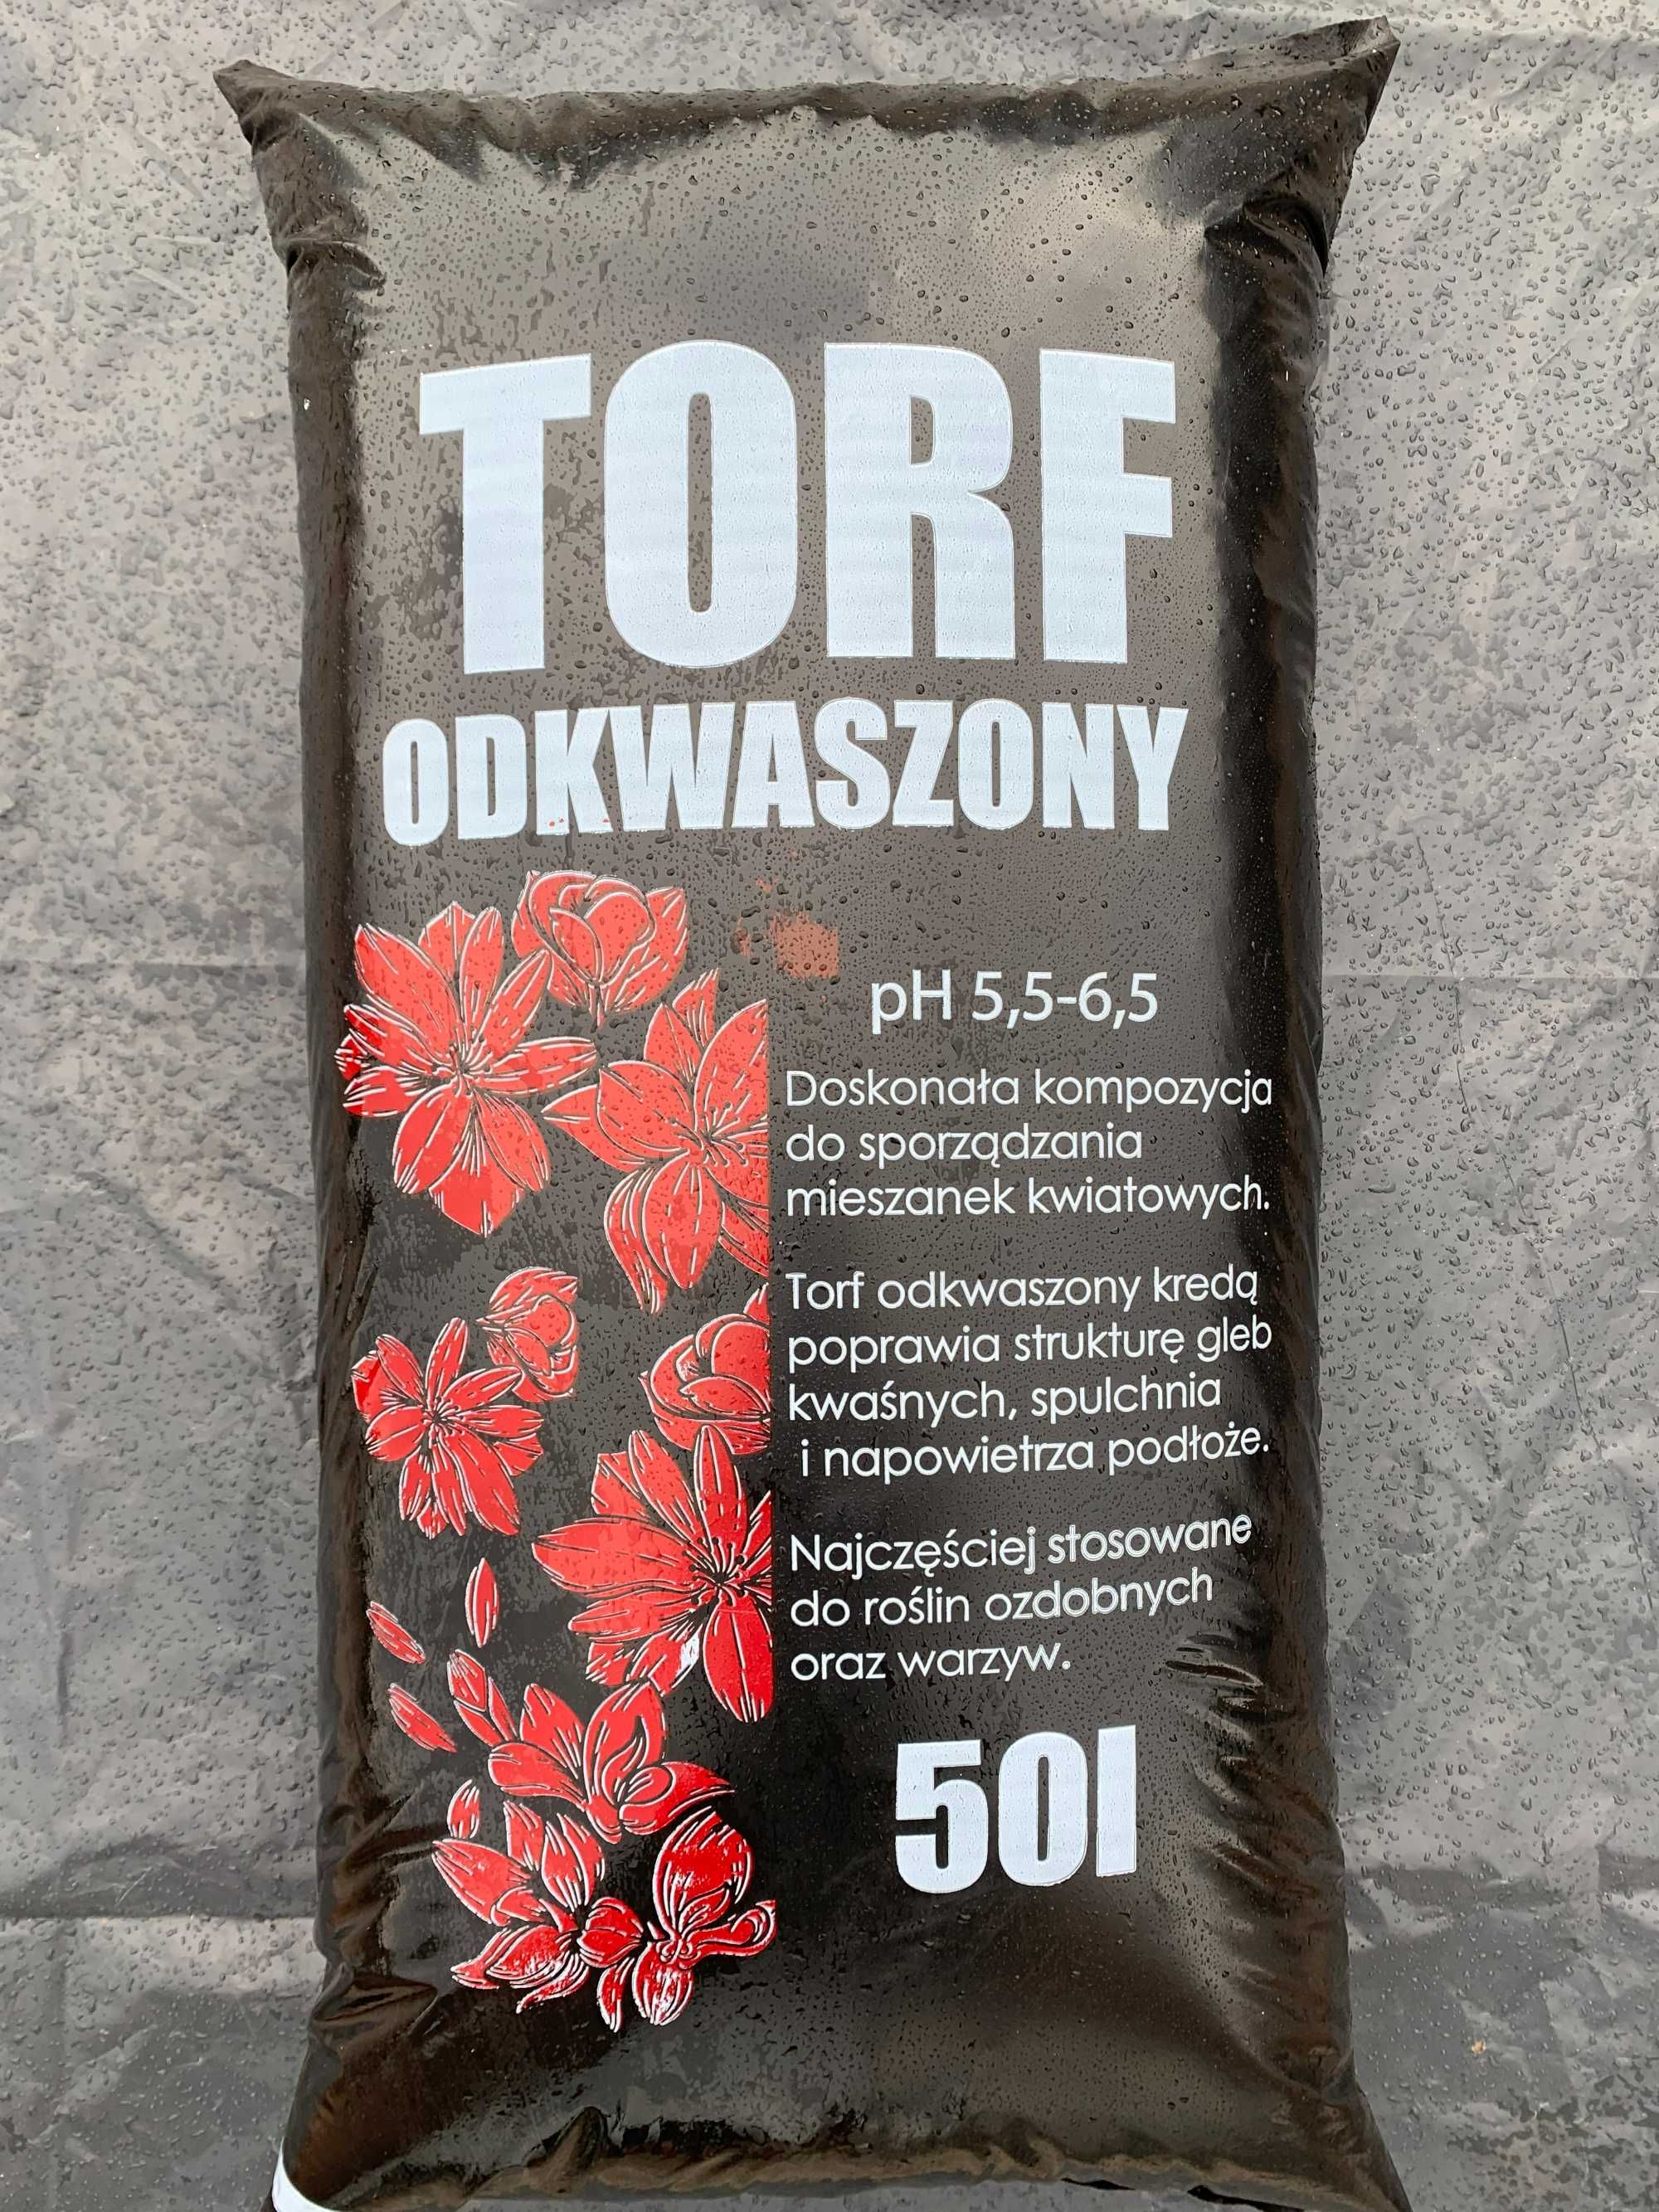 TORF
ODKWASZONY
pH 5,5-6,5
Doskonała kompozycja
do sporządzania
mieszanek kwiatowych.
Torf odkwaszony kredą
poprawia strukturę gleb
kwaśnych, spulchnia
i napowietrza podłoże.
Najczęściej stosowane
do roślin ozdobnych
oraz warzyw.
50l